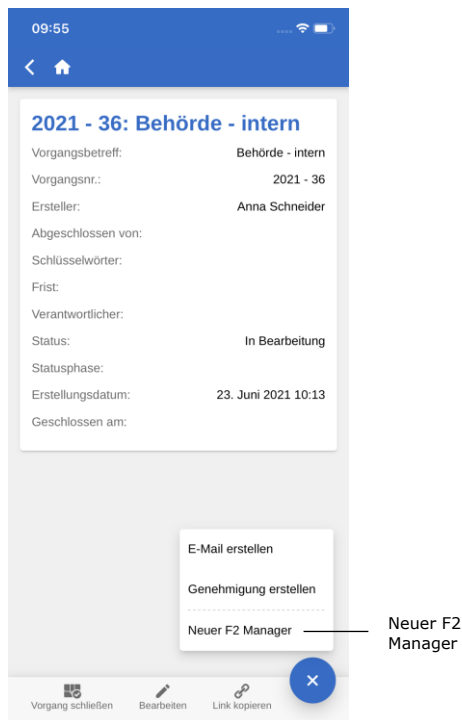 09:55
2021 - 36: Behörde - intern
Vorgangsbetreff: Behörde - intern
Vorgangsnr.: 2021 - 36
Ersteller: Anna Schneider
Abgeschlossen von:
Schlüsselwörter:
Frist:
Verantwortlicher:
Status: In Bearbeitung
Statusphase:
Erstellungsdatum: 23. Juni 2021 10:13
Geschlossen am:
E-Mail erstellen
Genehmigung erstellen
Neuer F2 Manager
Neuer F2
Manager
Vorgang schließen Bearbeiten Link kopieren